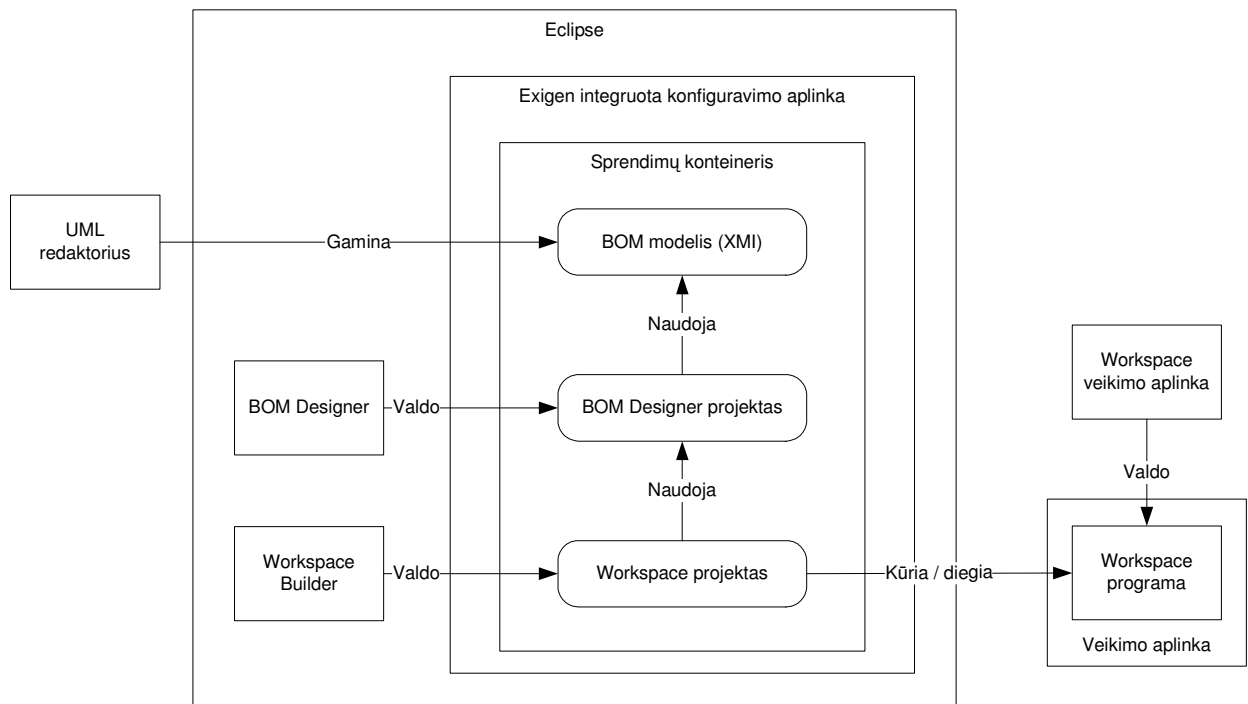 Eclipse
Exigen integruota konfiguravimo aplinka
Sprendimų konteineris
UML
redaktorius
Gamina
BOM modelis (XMI)
Naudoja
BOM Designer
Valdo
BOM Designer projektas
Workspace
veikimo aplinka
Naudoja
Valdo
Workspace
Builder
Valdo
Workspace projektas
Kūria / diegia
Workspace
programa
Veikimo aplinka